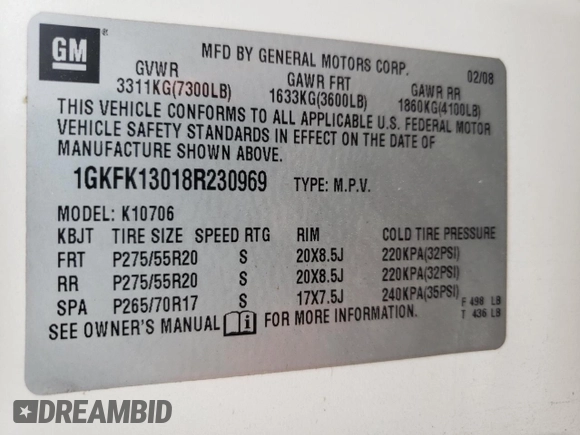 GM ®
MFD BY GENERAL MOTORS CORP.
02/08
GVWR GAWR FRT GAWR RR
3311KG(7300LB) 1633KG(3600LB) 1860KG(4100LB)
THIS VEHICLE CONFORMS TO ALL APPLICABLE U.S. FEDERAL MOTOR
VEHICLE SAFETY STANDARDS IN EFFECT ON THE DATE OF
MANUFACTURE SHOWN ABOVE.
1GKFK13018R230969 TYPE: M.P.V.
MODEL: K10706
KBJT TIRE SIZE SPEED RTG RIM COLD TIRE PRESSURE
FRT P275/55R20 S 20X8.5J 220KPA(32PSI)
RR P275/55R20 S 20X8.5J 220KPA(32PSI)
SPA P265/70R17 S 17X7.5J 240KPA(35PSI)
F 498 LB
T 436 LB
SEE OWNER'S MANUAL i FOR MORE INFORMATION.
DREAMBID